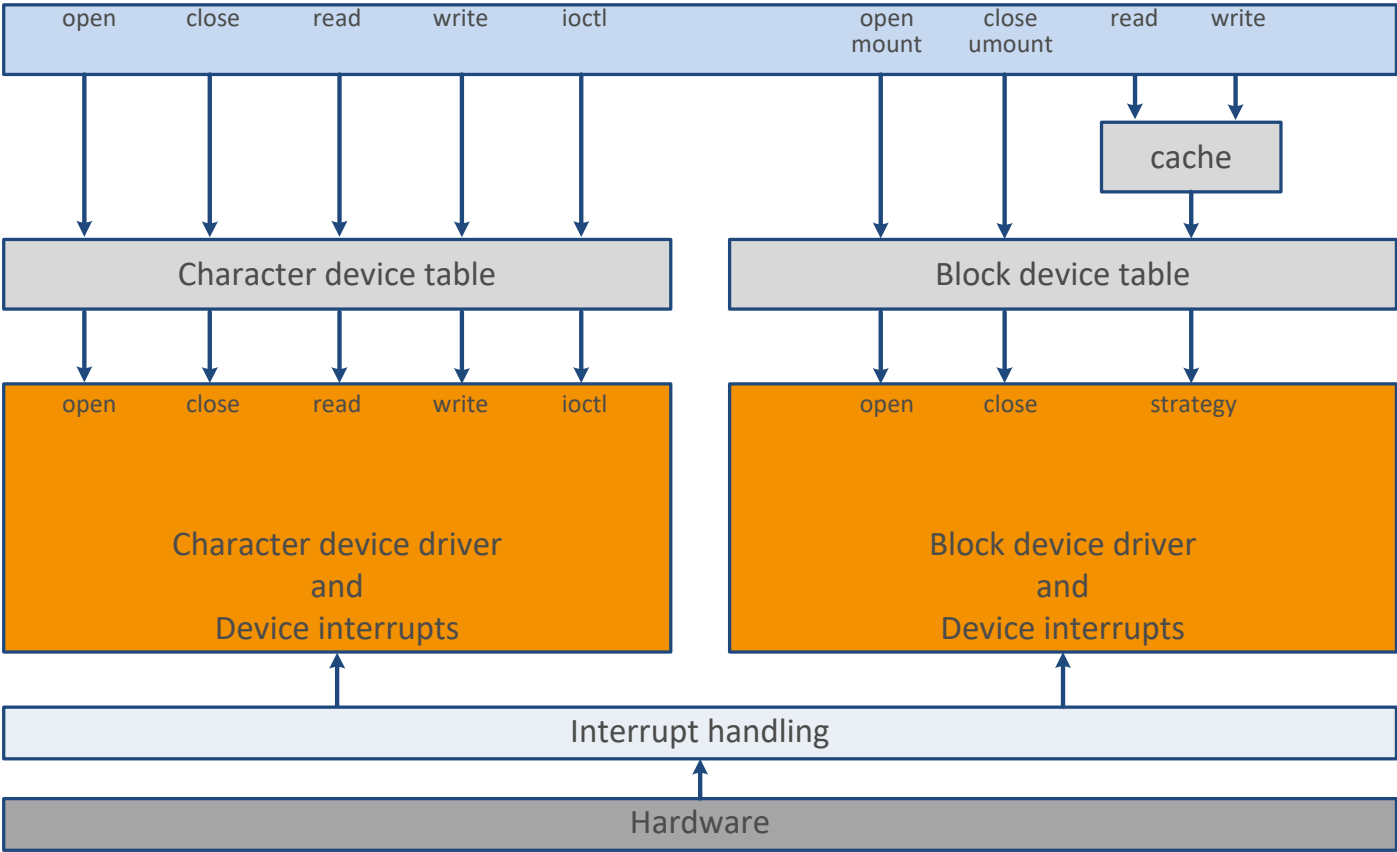 open close read write ioctl open close read write
mount umount
cache
Character device table Block device table
open close read write ioctl open close strategy
Character device driver Block device driver
and and
Device interrupts Device interrupts
Interrupt handling
Hardware